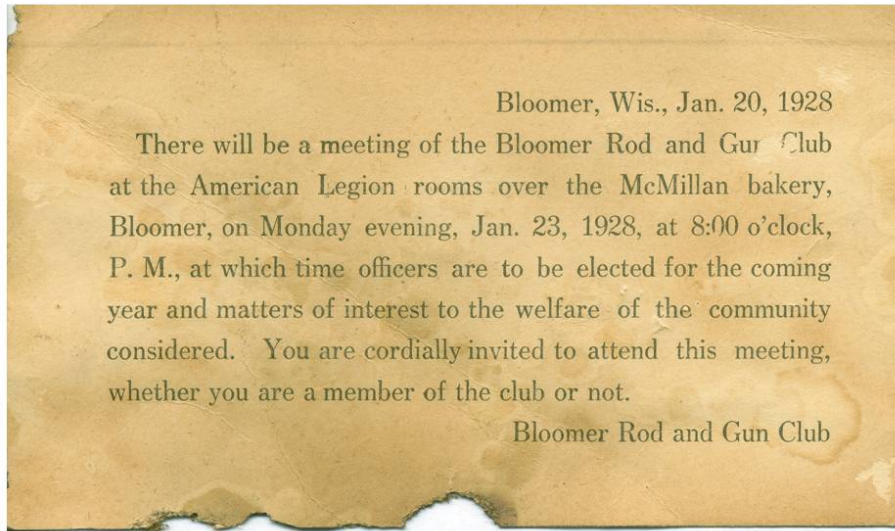 Bloomer, Wis., Jan. 20, 1928
There will be a meeting of the Bloomer Rod and Gun Club
at the American Legion rooms over the McMillan bakery,
Bloomer, on Monday evening, Jan. 23, 1928, at 8:00 o'clock,
P. M., at which time officers are to be elected for the coming
year and matters of interest to the welfare of the community
considered. You are cordially invited to attend this meeting,
whether you are a member of the club or not.
Bloomer Rod and Gun Club